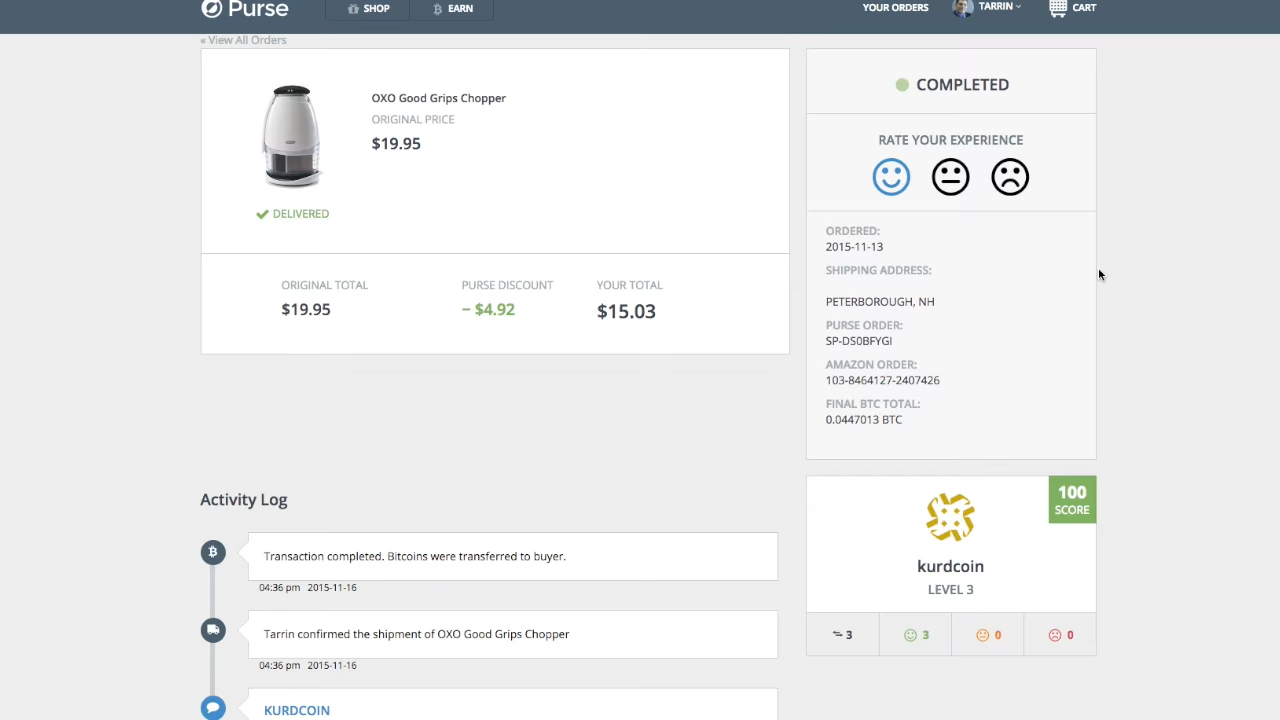 Purse
SHOP
EARN
YOUR ORDERS
TARRIN
CART
« View All Orders
OXO Good Grips Chopper
ORIGINAL PRICE
$19.95
DELIVERED
ORIGINAL TOTAL
$19.95
PURSE DISCOUNT
− $4.92
YOUR TOTAL
$15.03
COMPLETED
RATE YOUR EXPERIENCE
ORDERED:
2015-11-13
SHIPPING ADDRESS:
PETERBOROUGH, NH
PURSE ORDER:
SP-DS0BFYGI
AMAZON ORDER:
103-8464127-2407426
FINAL BTC TOTAL:
0.0447013 BTC
100
SCORE
kurdcoin
LEVEL 3
3
3
0
0
Activity Log
Transaction completed. Bitcoins were transferred to buyer.
04:36 pm 2015-11-16
Tarrin confirmed the shipment of OXO Good Grips Chopper
04:36 pm 2015-11-16
KURDCOIN